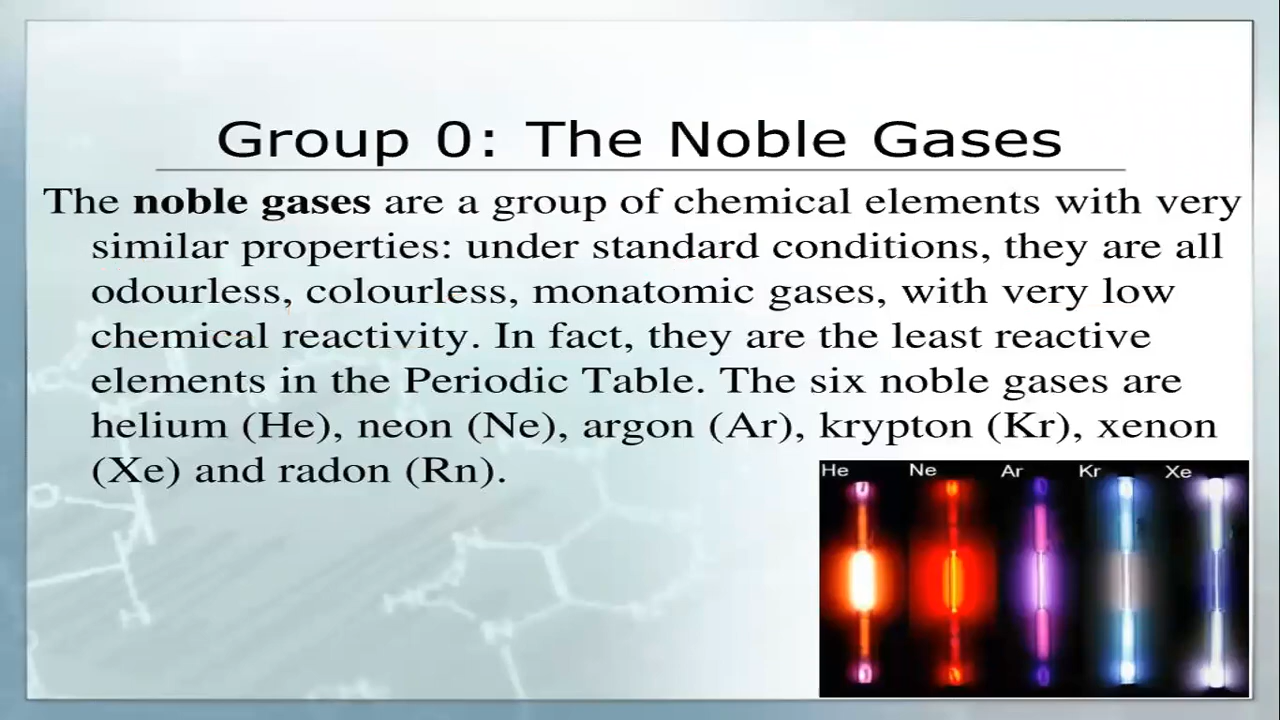 Group 0: The Noble Gases
The noble gases are a group of chemical elements with very
similar properties: under standard conditions, they are all
odourless, colourless, monatomic gases, with very low
chemical reactivity. In fact, they are the least reactive
elements in the Periodic Table. The six noble gases are
helium (He), neon (Ne), argon (Ar), krypton (Kr), xenon
(Xe) and radon (Rn).
He Ne Ar Kr Xe